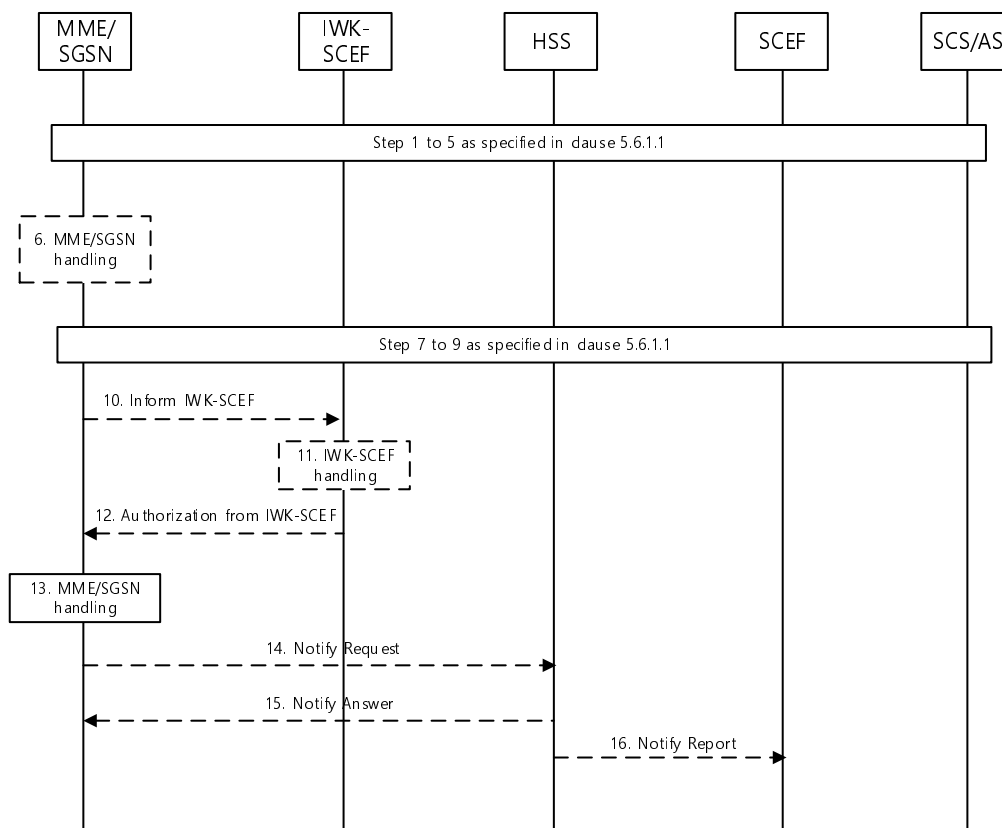 MME/
SGSN
IWK-
SCEF
HSS
SCEF
SCS/AS
Step 1 to 5 as specified in clause 5.6.1.1
6. MME/SGSN
handling
Step 7 to 9 as specified in clause 5.6.1.1
10. Inform IWK-SCEF
11. IWK-SCEF
handling
12. Authorization from IWK-SCEF
13. MME/SGSN
handling
14. Notify Request
15. Notify Answer
16. Notify Report